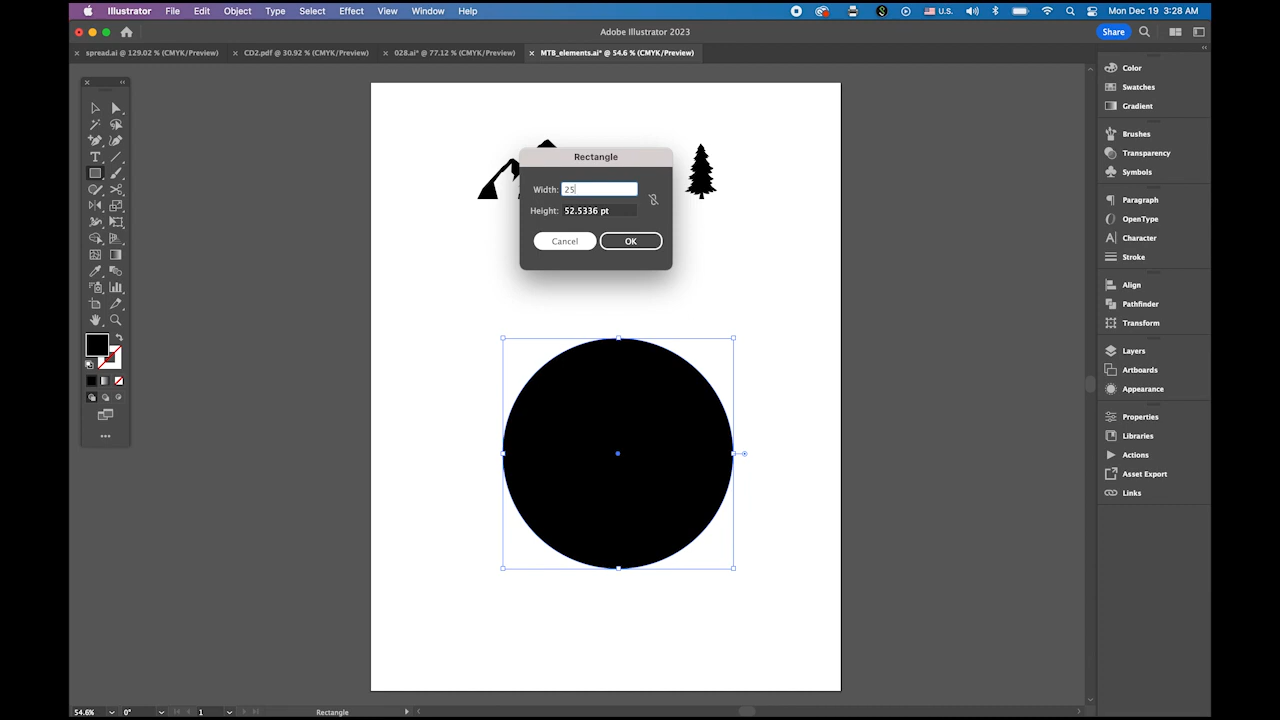 Illustrator File Edit Object Type Select Effect View Window Help
U.S. Mon Dec 19 3:28 AM
Adobe Illustrator 2023
Share
spread.ai @ 129.02 % (CMYK/Preview)
CD2.pdf @ 30.92 % (CMYK/Preview)
028.ai* @ 77.12 % (CMYK/Preview)
MTB_elements.ai* @ 54.6 % (CMYK/Preview)
Rectangle
Width: 25
Height: 52.5336 pt
Cancel
OK
Color
Swatches
Gradient
Brushes
Transparency
Symbols
Paragraph
OpenType
Character
Stroke
Align
Pathfinder
Transform
Layers
Artboards
Appearance
Properties
Libraries
Actions
Asset Export
Links
54.6% 0° 1 Rectangle